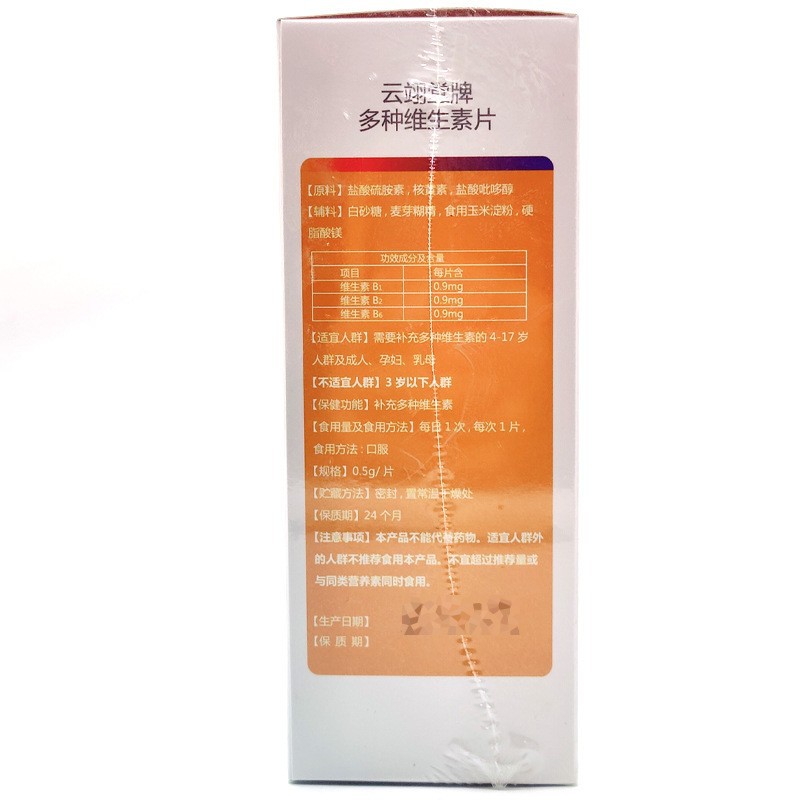 云翊堂牌
多种维生素片
【原料】盐酸硫胺素，核黄素，盐酸吡哆醇
【辅料】白砂糖，麦芽糊精，食用玉米淀粉，硬
脂酸镁
功效成分及含量
项目 每片含
维生素 B₁ 0.9mg
维生素 B₂ 0.9mg
维生素 B₆ 0.9mg
【适宜人群】需要补充多种维生素的 4-17 岁
人群及成人、孕妇、乳母
【不适宜人群】3 岁以下人群
【保健功能】补充多种维生素
【食用量及食用方法】每日 1 次，每次 1 片，
食用方法：口服
【规格】0.5g/ 片
【贮藏方法】密封，置常温干燥处
【保质期】24 个月
【注意事项】本产品不能代替药物。适宜人群外
的人群不推荐食用本产品。不宜超过推荐量或
与同类营养素同时食用。
【生产日期】
【保 质 期】